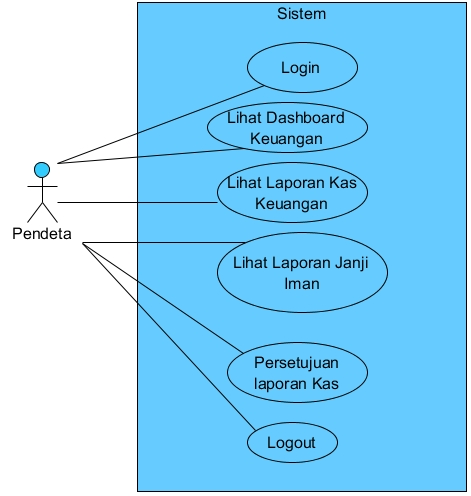 Sistem
Login
Lihat Dashboard
Keuangan
Lihat Laporan Kas
Keuangan
Pendeta
Lihat Laporan Janji
Iman
Persetujuan
laporan Kas
Logout